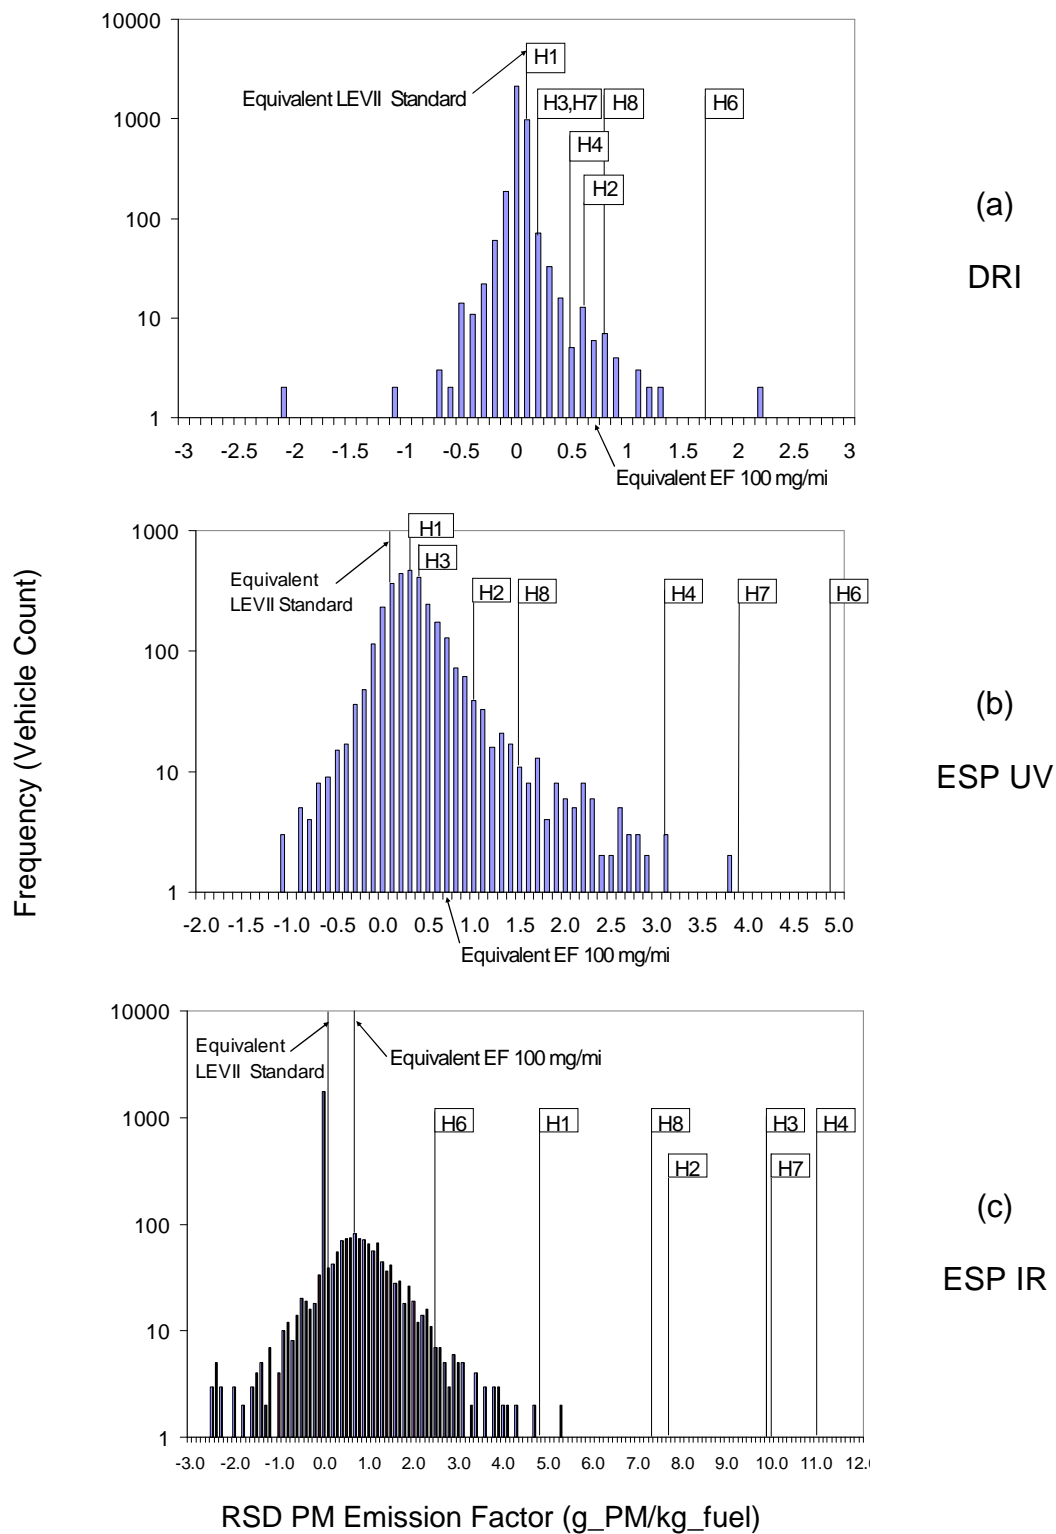 10000
1000
100
10
1
H1
Equivalent LEVII Standard
H3,H7
H8
H6
H4
H2
-3 -2.5 -2 -1.5 -1 -0.5 0 0.5 1 1.5 2 2.5 3
Equivalent EF 100 mg/mi
(a)
DRI
Frequency (Vehicle Count)
1000
100
10
1
H1
H3
Equivalent
LEVII Standard
H2
H8
H4
H7
H6
-2.0 -1.5 -1.0 -0.5 0.0 0.5 1.0 1.5 2.0 2.5 3.0 3.5 4.0 4.5 5.0
Equivalent EF 100 mg/mi
(b)
ESP UV
10000
1000
100
10
1
Equivalent
LEVII Standard
Equivalent EF 100 mg/mi
H6
H1
H8
H3
H4
H2
H7
-3.0 -2.0 -1.0 0.0 1.0 2.0 3.0 4.0 5.0 6.0 7.0 8.0 9.0 10.0 11.0 12.
(c)
ESP IR
RSD PM Emission Factor (g_PM/kg_fuel)